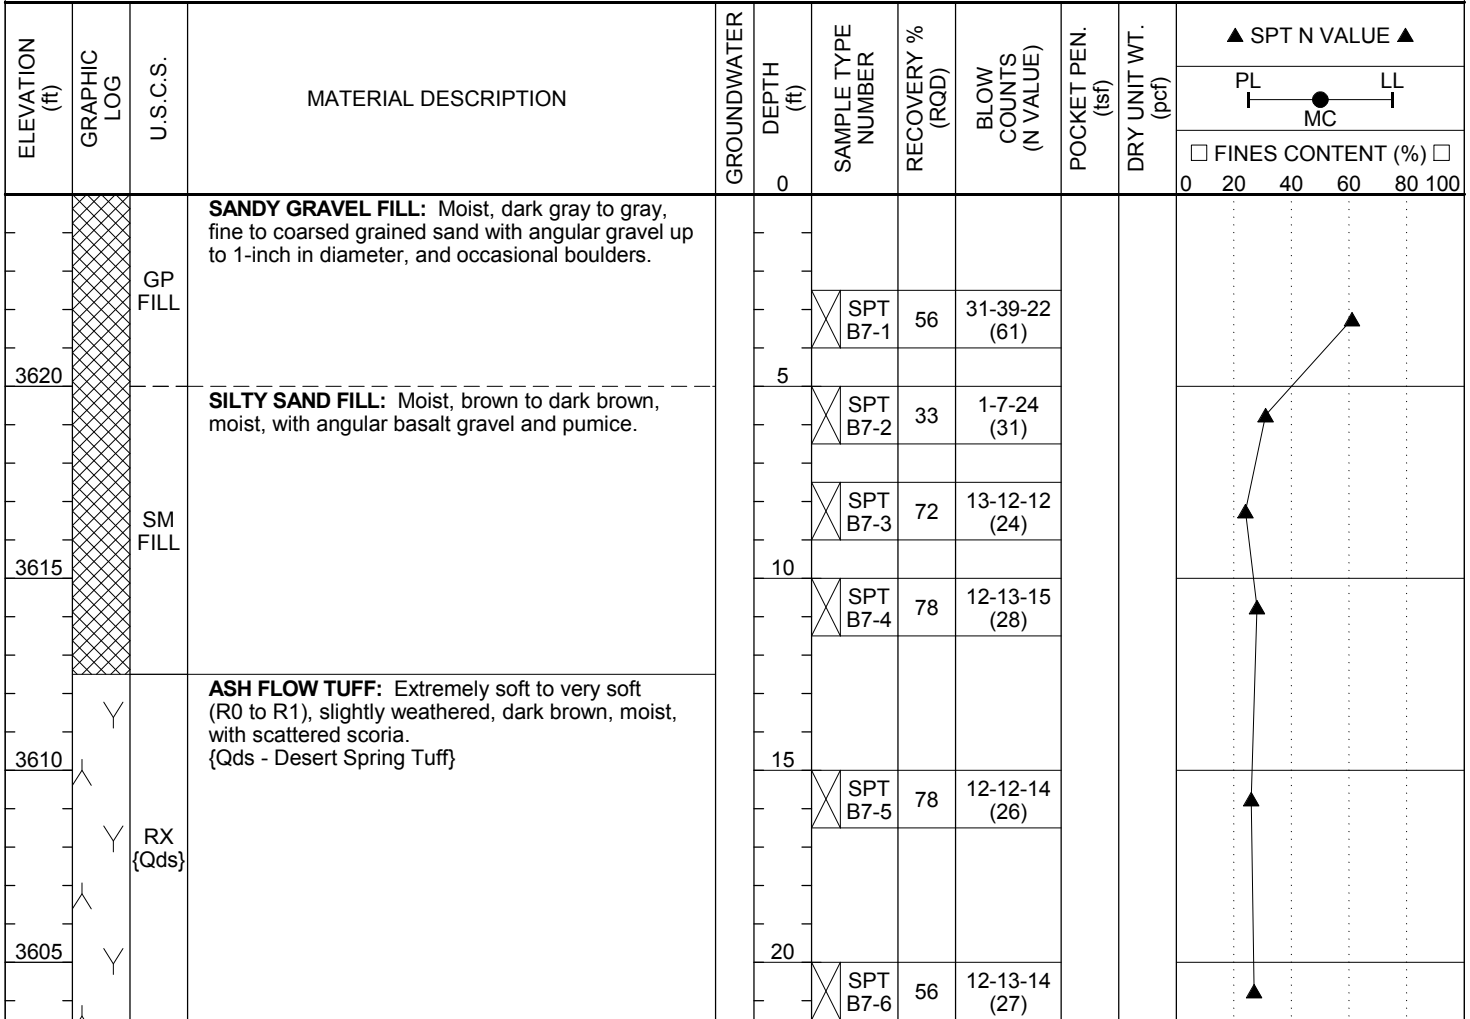 ELEVATION
(ft)
GRAPHIC
LOG
U.S.C.S.
MATERIAL DESCRIPTION
GROUNDWATER
DEPTH
(ft)
0
SAMPLE TYPE
NUMBER
RECOVERY %
(RQD)
BLOW
COUNTS
(N VALUE)
POCKET PEN.
(tsf)
DRY UNIT WT.
(pcf)
▲ SPT N VALUE ▲
PL LL
MC
□ FINES CONTENT (%) □
0 20 40 60 80 100
SANDY GRAVEL FILL: Moist, dark gray to gray,
fine to coarsed grained sand with angular gravel up
to 1-inch in diameter, and occasional boulders.
GP
FILL
SPT
B7-1
56
31-39-22
(61)
3620
5
SILTY SAND FILL: Moist, brown to dark brown,
moist, with angular basalt gravel and pumice.
SPT
B7-2
33
1-7-24
(31)
SM
FILL
SPT
B7-3
72
13-12-12
(24)
3615
10
SPT
B7-4
78
12-13-15
(28)
ASH FLOW TUFF: Extremely soft to very soft
(R0 to R1), slightly weathered, dark brown, moist,
with scattered scoria.
{Qds - Desert Spring Tuff}
3610
15
SPT
B7-5
78
12-12-14
(26)
RX
{Qds}
3605
20
SPT
B7-6
56
12-13-14
(27)